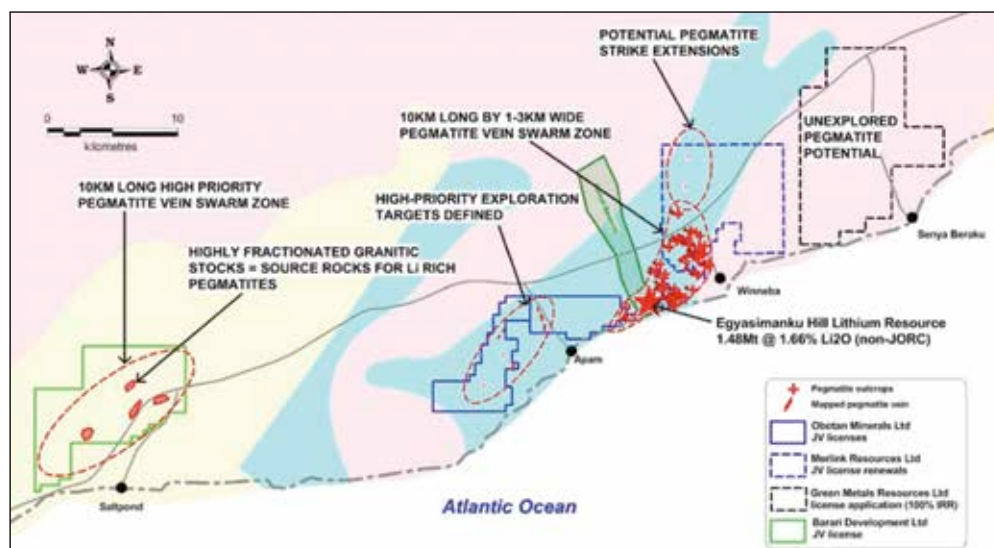 POTENTIAL PEGMATITE
STRIKE EXTENSIONS
N
W E
S
0 10
kilometres
10KM LONG BY 1-3KM WIDE
PEGMATITE VEIN SWARM ZONE
UNEXPLORED
PEGMATITE
POTENTIAL
10KM LONG HIGH PRIORITY
PEGMATITE VEIN SWARM ZONE
HIGH-PRIORITY EXPLORATION
TARGETS DEFINED
HIGHLY FRACTIONATED GRANITIC
STOCKS = SOURCE ROCKS FOR Li RICH
PEGMATITES
Senya Beraku
Winneba
Egyasimanku Hill Lithium Resource
1.48Mt @ 1.66% Li2O (non-JORC)
Apam
Saltpond
Atlantic Ocean
Pegmatite outcrops
Mapped pegmatite vein
Obotan Minerals Ltd
JV licenses
Merlink Resources Ltd
JV license renewals
Green Metals Resources Ltd
license application (100% IRR)
Barari Development Ltd
JV license